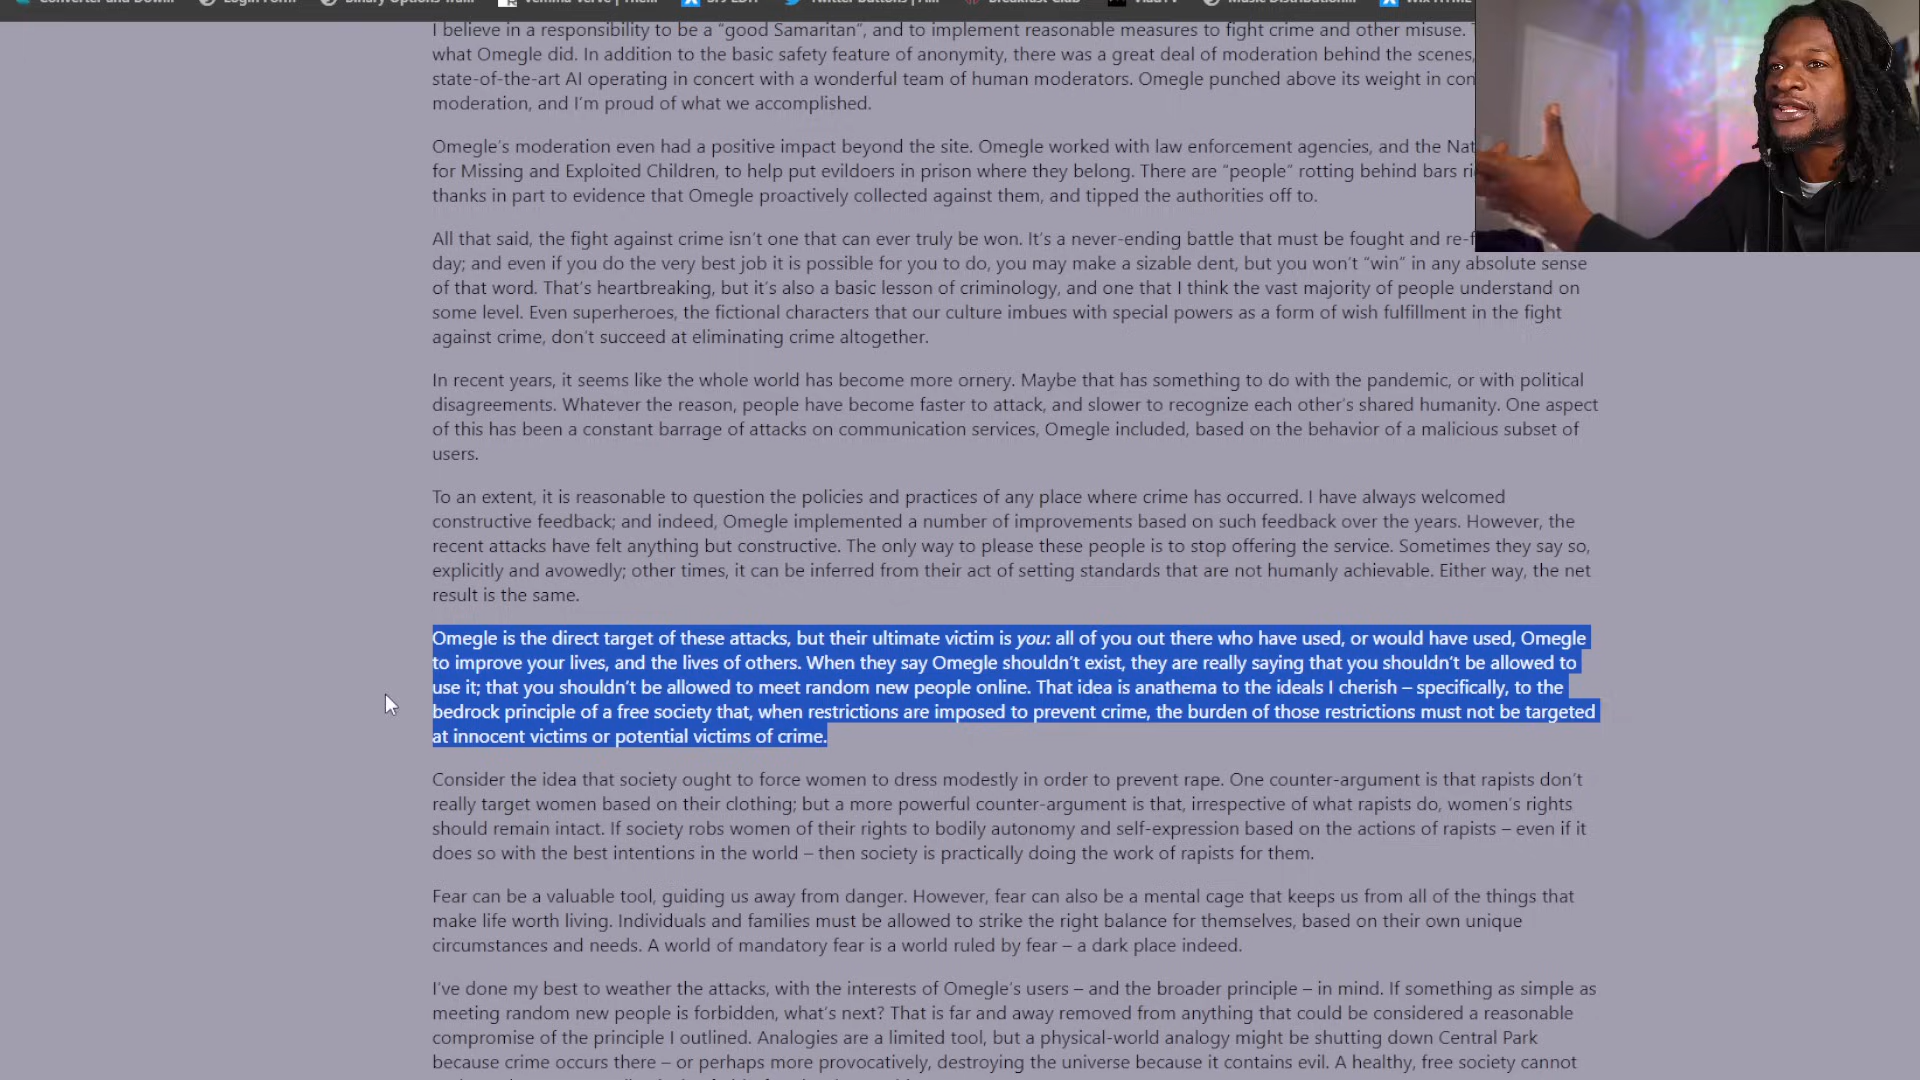 Login Form
Binary Options Trai...
Twitter Buttons | A...
Breakfast Club
VladTV
Music Distribution...
Wix HTML
I believe in a responsibility to be a “good Samaritan”, and to implement reasonable measures to fight crime and other misuse.
what Omegle did. In addition to the basic safety feature of anonymity, there was a great deal of moderation behind the scenes,
state-of-the-art AI operating in concert with a wonderful team of human moderators. Omegle punched above its weight in con
moderation, and I’m proud of what we accomplished.
Omegle’s moderation even had a positive impact beyond the site. Omegle worked with law enforcement agencies, and the Nat
for Missing and Exploited Children, to help put evildoers in prison where they belong. There are “people” rotting behind bars ri
thanks in part to evidence that Omegle proactively collected against them, and tipped the authorities off to.
All that said, the fight against crime isn’t one that can ever truly be won. It’s a never-ending battle that must be fought and re-f
day; and even if you do the very best job it is possible for you to do, you may make a sizable dent, but you won’t “win” in any absolute sense
of that word. That’s heartbreaking, but it’s also a basic lesson of criminology, and one that I think the vast majority of people understand on
some level. Even superheroes, the fictional characters that our culture imbues with special powers as a form of wish fulfillment in the fight
against crime, don’t succeed at eliminating crime altogether.
In recent years, it seems like the whole world has become more ornery. Maybe that has something to do with the pandemic, or with political
disagreements. Whatever the reason, people have become faster to attack, and slower to recognize each other’s shared humanity. One aspect
of this has been a constant barrage of attacks on communication services, Omegle included, based on the behavior of a malicious subset of
users.
To an extent, it is reasonable to question the policies and practices of any place where crime has occurred. I have always welcomed
constructive feedback; and indeed, Omegle implemented a number of improvements based on such feedback over the years. However, the
recent attacks have felt anything but constructive. The only way to please these people is to stop offering the service. Sometimes they say so,
explicitly and avowedly; other times, it can be inferred from their act of setting standards that are not humanly achievable. Either way, the net
result is the same.
Omegle is the direct target of these attacks, but their ultimate victim is you: all of you out there who have used, or would have used, Omegle
to improve your lives, and the lives of others. When they say Omegle shouldn’t exist, they are really saying that you shouldn’t be allowed to
use it; that you shouldn’t be allowed to meet random new people online. That idea is anathema to the ideals I cherish – specifically, to the
bedrock principle of a free society that, when restrictions are imposed to prevent crime, the burden of those restrictions must not be targeted
at innocent victims or potential victims of crime.
Consider the idea that society ought to force women to dress modestly in order to prevent rape. One counter-argument is that rapists don’t
really target women based on their clothing; but a more powerful counter-argument is that, irrespective of what rapists do, women’s rights
should remain intact. If society robs women of their rights to bodily autonomy and self-expression based on the actions of rapists – even if it
does so with the best intentions in the world – then society is practically doing the work of rapists for them.
Fear can be a valuable tool, guiding us away from danger. However, fear can also be a mental cage that keeps us from all of the things that
make life worth living. Individuals and families must be allowed to strike the right balance for themselves, based on their own unique
circumstances and needs. A world of mandatory fear is a world ruled by fear – a dark place indeed.
I’ve done my best to weather the attacks, with the interests of Omegle’s users – and the broader principle – in mind. If something as simple as
meeting random new people is forbidden, what’s next? That is far and away removed from anything that could be considered a reasonable
compromise of the principle I outlined. Analogies are a limited tool, but a physical-world analogy might be shutting down Central Park
because crime occurs there – or perhaps more provocatively, destroying the universe because it contains evil. A healthy, free society cannot